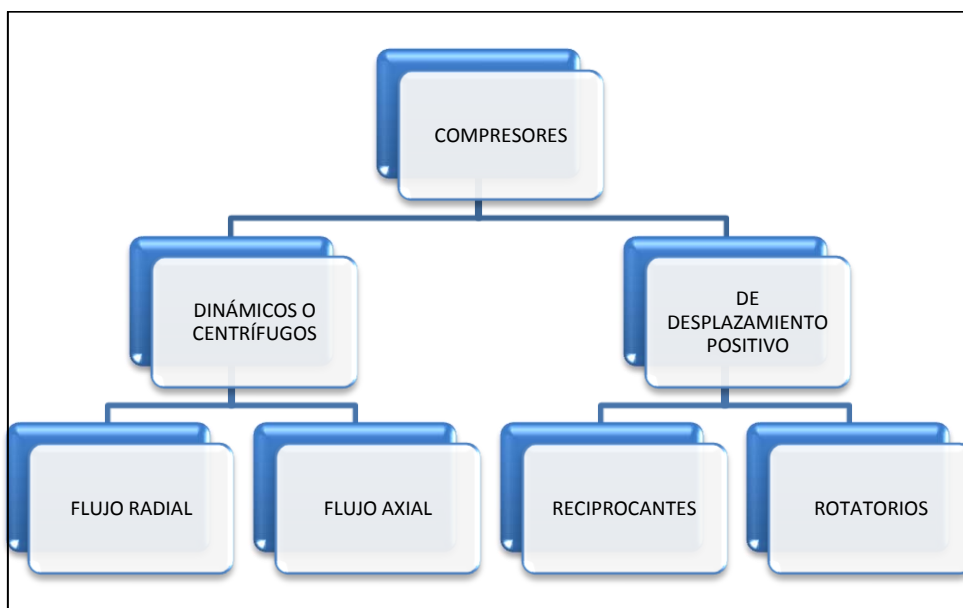 COMPRESORES
DINÁMICOS O
CENTRÍFUGOS
DE
DESPLAZAMIENTO
POSITIVO
FLUJO RADIAL
FLUJO AXIAL
RECIPROCANTES
ROTATORIOS